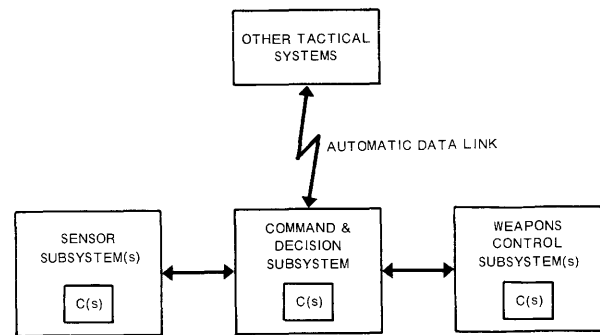 OTHER TACTICAL
SYSTEMS
AUTOMATIC DATA LINK
SENSOR
SUBSYSTEM(s)
C(s)
COMMAND &
DECISION
SUBSYSTEM
C(s)
WEAPONS
CONTROL
SUBSYSTEM(s)
C(s)